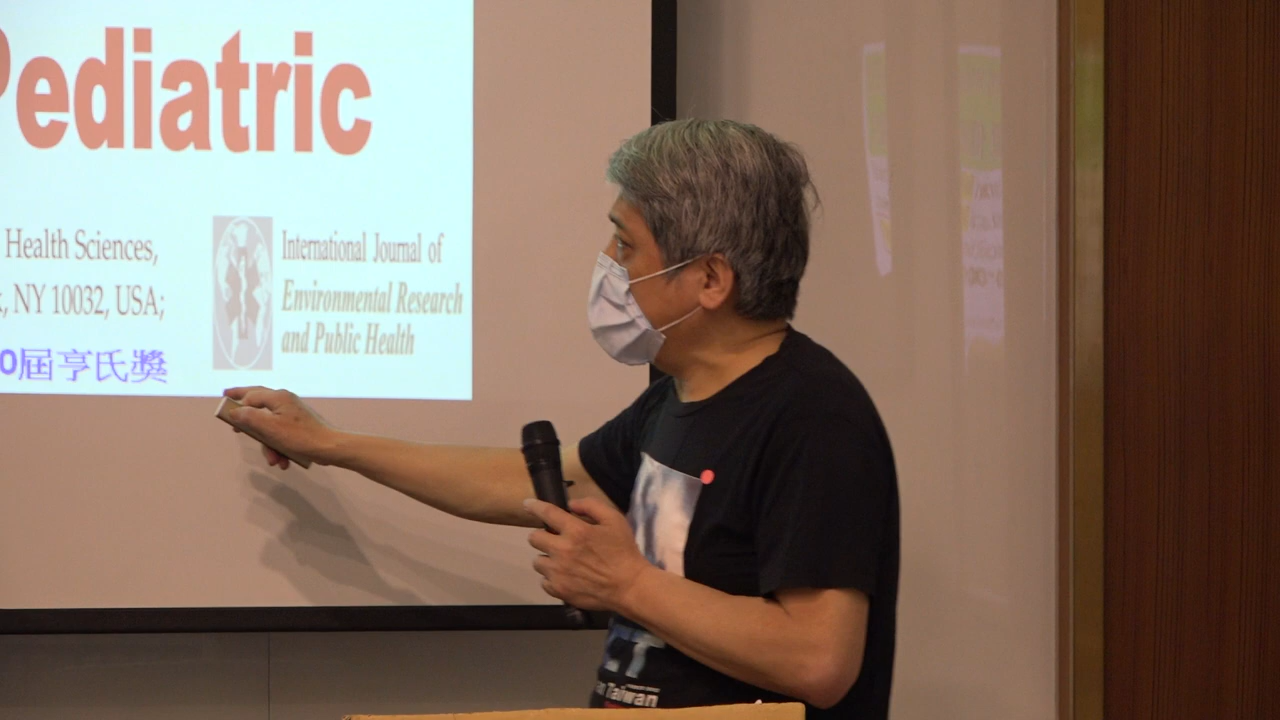 Pediatric
Health Sciences,
NY 10032, USA;
0屆亨氏獎
International Journal of
Environmental Research
and Public Health
Taiwan